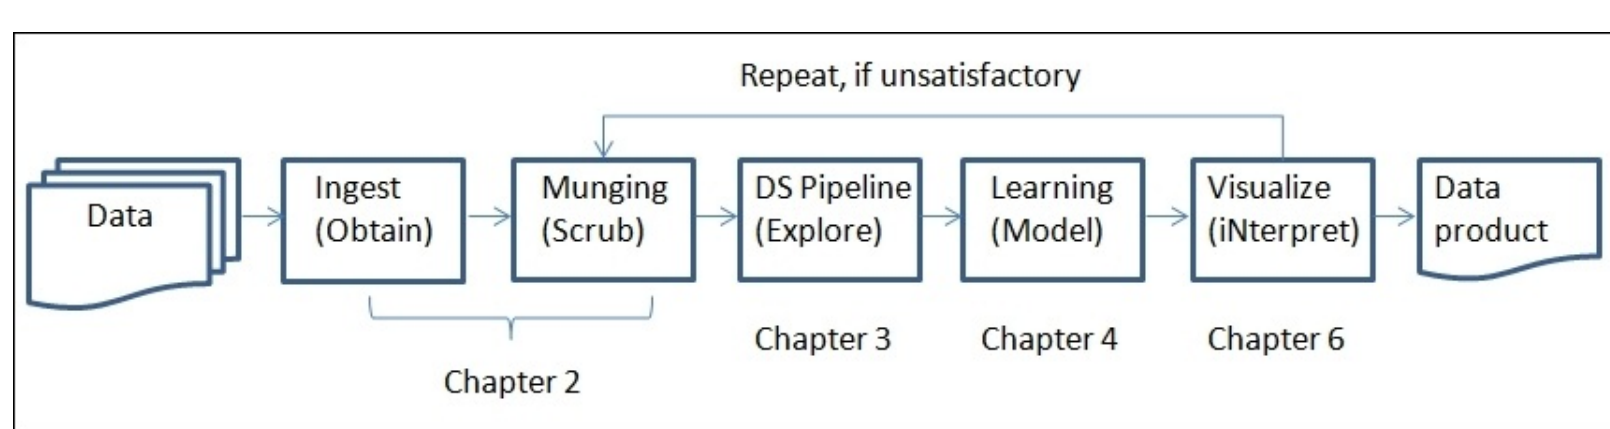 Repeat, if unsatisfactory
Data
Ingest
(Obtain)
Munging
(Scrub)
DS Pipeline
(Explore)
Learning
(Model)
Visualize
(iNterpret)
Data
product
Chapter 2
Chapter 3
Chapter 4
Chapter 6